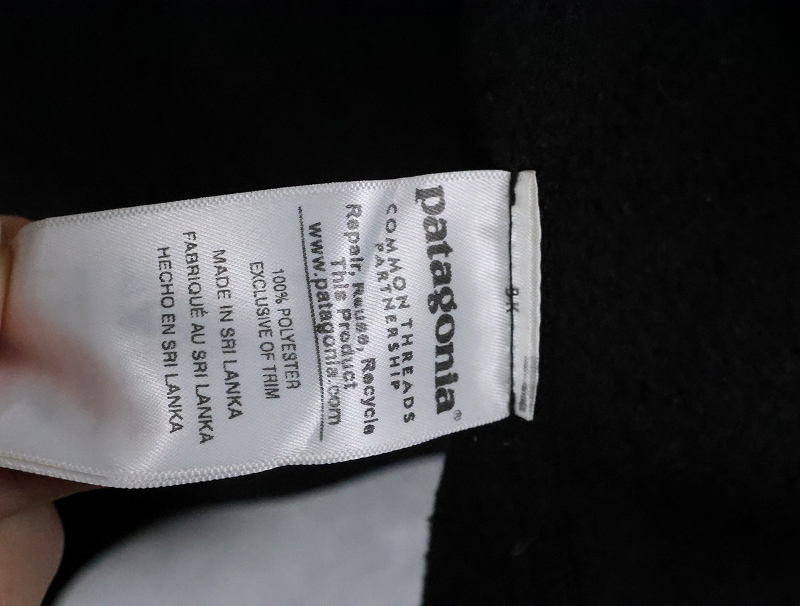 patagonia®
COMMON THREADS
PARTNERSHIP
Repair, Reuse, Recycle
This Product
www.patagonia.com
100% POLYESTER
EXCLUSIVE OF TRIM
MADE IN SRI LANKA
FABRIQUÉ AU SRI LANKA
HECHO EN SRI LANKA